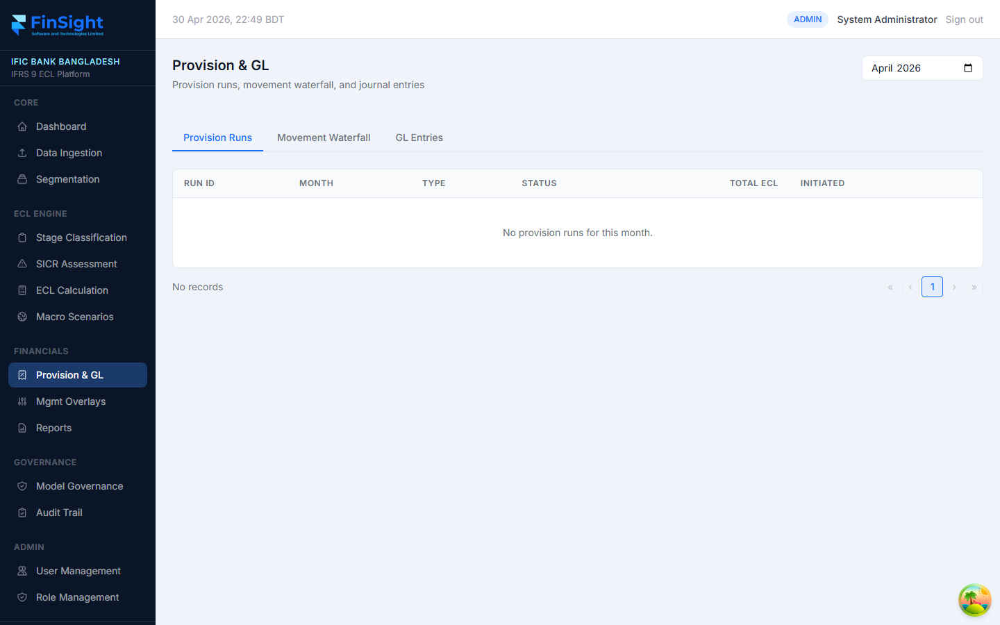 FinSight
Software and Technologies Limited
IFIC BANK BANGLADESH
IFRS 9 ECL Platform
CORE
Dashboard
Data Ingestion
Segmentation
ECL ENGINE
Stage Classification
SICR Assessment
ECL Calculation
Macro Scenarios
FINANCIALS
Provision & GL
Mgmt Overlays
Reports
GOVERNANCE
Model Governance
Audit Trail
ADMIN
User Management
Role Management
30 Apr 2026, 22:49 BDT
ADMIN System Administrator Sign out
Provision & GL
Provision runs, movement waterfall, and journal entries
April 2026
Provision Runs Movement Waterfall GL Entries
RUN ID MONTH TYPE STATUS TOTAL ECL INITIATED
No provision runs for this month.
No records
« ‹ 1 › »